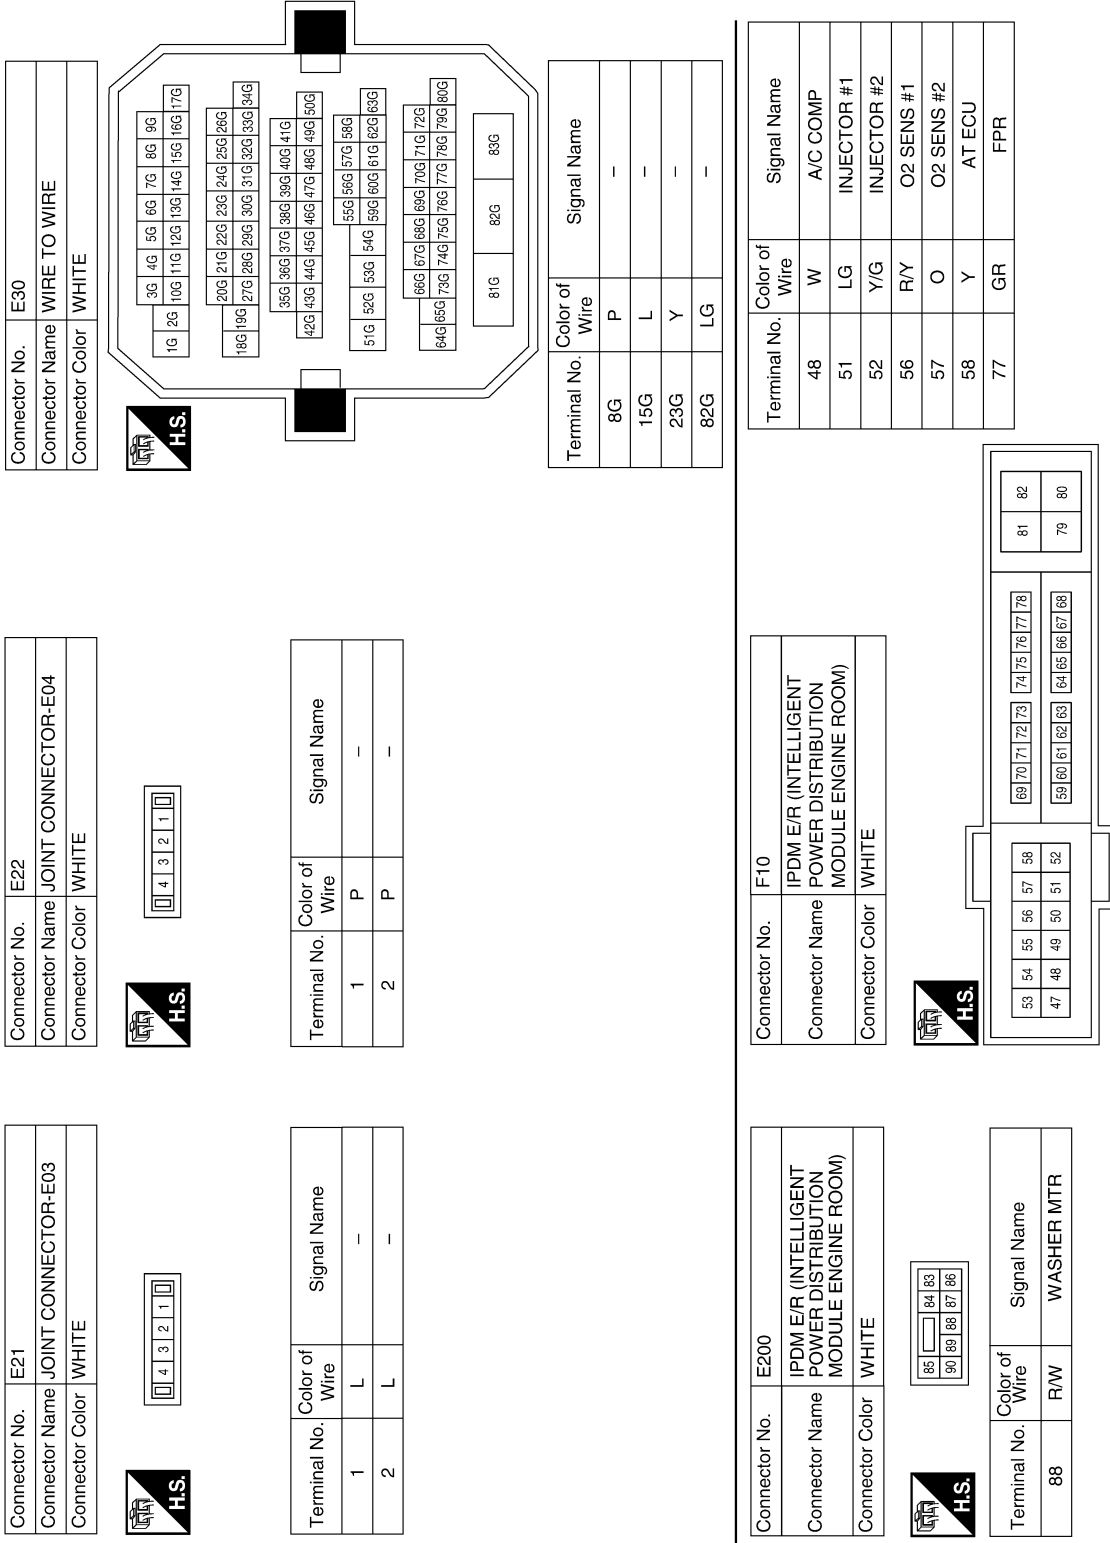 Connector No. E21
Connector Name JOINT CONNECTOR-E03
Connector Color WHITE
H.S.
4 3 2 1
Terminal No. Color of Wire Signal Name
1 L –
2 L –
Connector No. E22
Connector Name JOINT CONNECTOR-E04
Connector Color WHITE
H.S.
4 3 2 1
Terminal No. Color of Wire Signal Name
1 P –
2 P –
Connector No. E30
Connector Name WIRE TO WIRE
Connector Color WHITE
H.S.
3G 4G 5G 6G 7G 8G 9G
1G 2G 10G 11G 12G 13G 14G 15G 16G 17G
20G 21G 22G 23G 24G 25G 26G
18G 19G 27G 28G 29G 30G 31G 32G 33G 34G
35G 36G 37G 38G 39G 40G 41G
42G 43G 44G 45G 46G 47G 48G 49G 50G
55G 56G 57G 58G
51G 52G 53G 54G 59G 60G 61G 62G 63G
66G 67G 68G 69G 70G 71G 72G
64G 65G 73G 74G 75G 76G 77G 78G 79G 80G
81G 82G 83G
Terminal No. Color of Wire Signal Name
8G P –
15G L –
23G Y –
82G LG –
Connector No. E200
Connector Name IPDM E/R (INTELLIGENT
POWER DISTRIBUTION
MODULE ENGINE ROOM)
Connector Color WHITE
H.S.
85 84 83
90 89 88 87 86
Terminal No. Color of Wire Signal Name
88 R/W WASHER MTR
Connector No. F10
Connector Name IPDM E/R (INTELLIGENT
POWER DISTRIBUTION
MODULE ENGINE ROOM)
Connector Color WHITE
H.S.
53 54 55 56 57 58
47 48 49 50 51 52
69 70 71 72 73 74 75 76 77 78
59 60 61 62 63 64 65 66 67 68
81 82
79 80
Terminal No. Color of Wire Signal Name
48 W A/C COMP
51 LG INJECTOR #1
52 Y/G INJECTOR #2
56 R/Y O2 SENS #1
57 O O2 SENS #2
58 Y AT ECU
77 GR FPR